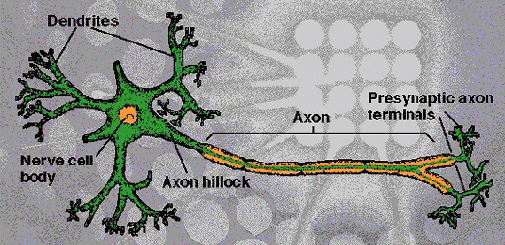 Dendrites
Presynaptic axon
terminals
Axon
Nerve cell
body
Axon hillock